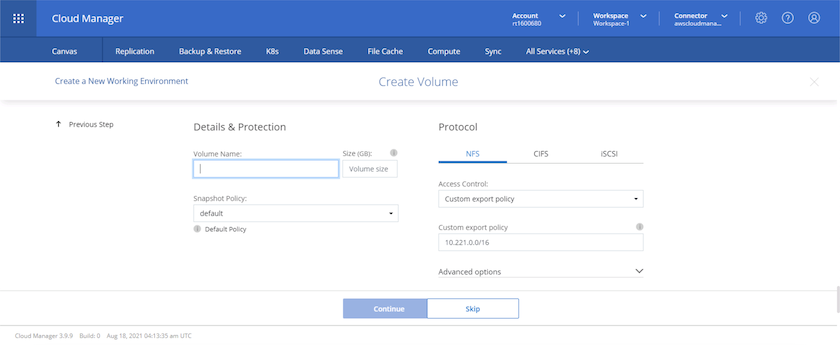 Cloud Manager
Account
rr1600680
Workspace
Workspace-1
Connector
awscloudmana...
Canvas
Replication
Backup & Restore
K8s
Data Sense
File Cache
Compute
Sync
All Services (+8)
Create a New Working Environment
Create Volume
Previous Step
Details & Protection
Volume Name:
Size (GB):
Volume size
Snapshot Policy:
default
Default Policy
Protocol
NFS
CIFS
iSCSI
Access Control:
Custom export policy
Custom export policy
10.221.0.0/16
Advanced options
Continue
Skip
Cloud Manager 3.9.9 Build: 0 Aug 18, 2021 04:13:35 am UTC